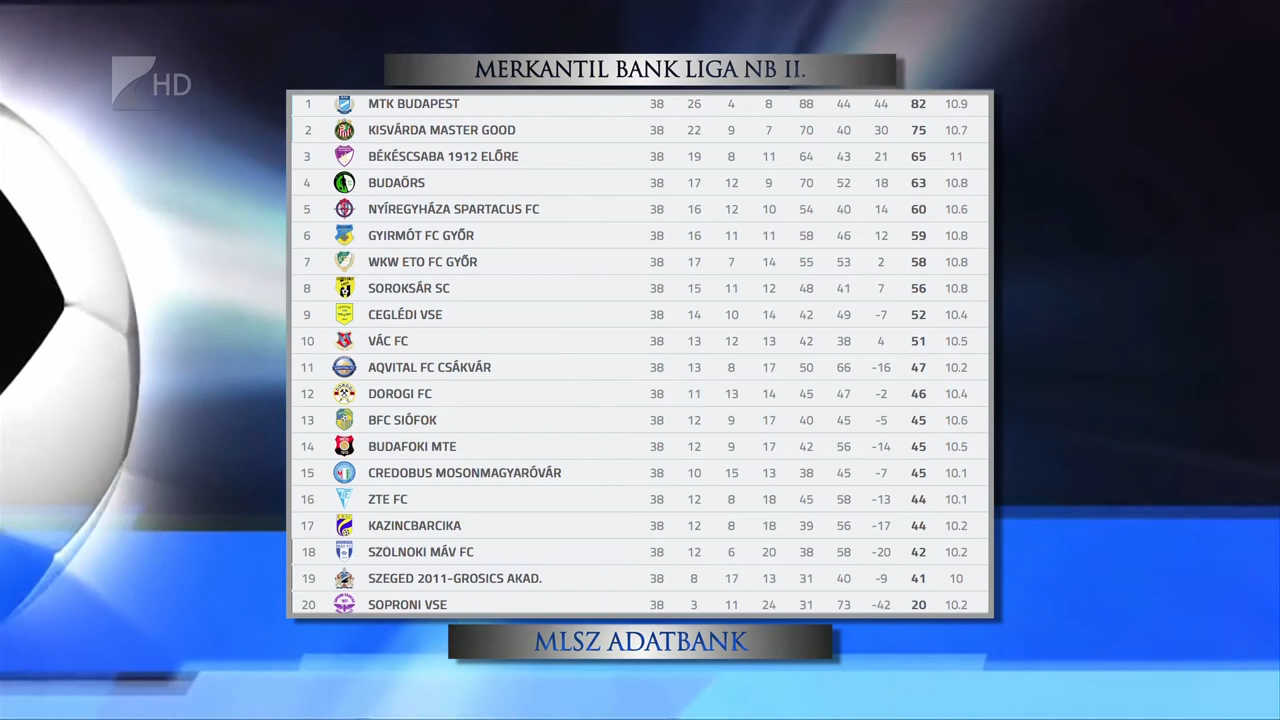 HD
MERKANTIL BANK LIGA NB II.
1 MTK BUDAPEST 38 26 4 8 88 44 44 82 10.9
2 KISVÁRDA MASTER GOOD 38 22 9 7 70 40 30 75 10.7
3 BÉKÉSCSABA 1912 ELŐRE 38 19 8 11 64 43 21 65 11
4 BUDAÖRS 38 17 12 9 70 52 18 63 10.8
5 NYÍREGYHÁZA SPARTACUS FC 38 16 12 10 54 40 14 60 10.6
6 GYIRMÓT FC GYŐR 38 16 11 11 58 46 12 59 10.8
7 WKW ETO FC GYŐR 38 17 7 14 55 53 2 58 10.8
8 SOROKSÁR SC 38 15 11 12 48 41 7 56 10.8
9 CEGLÉDI VSE 38 14 10 14 42 49 -7 52 10.4
10 VÁC FC 38 13 12 13 42 38 4 51 10.5
11 AQVITAL FC CSÁKVÁR 38 13 8 17 50 66 -16 47 10.2
12 DOROGI FC 38 11 13 14 45 47 -2 46 10.4
13 BFC SIÓFOK 38 12 9 17 40 45 -5 45 10.6
14 BUDAFOKI MTE 38 12 9 17 42 56 -14 45 10.5
15 CREDOBUS MOSONMAGYARÓVÁR 38 10 15 13 38 45 -7 45 10.1
16 ZTE FC 38 12 8 18 45 58 -13 44 10.1
17 KAZINCBARCIKA 38 12 8 18 39 56 -17 44 10.2
18 SZOLNOKI MÁV FC 38 12 6 20 38 58 -20 42 10.2
19 SZEGED 2011-GROSICS AKAD. 38 8 17 13 31 40 -9 41 10
20 SOPRONI VSE 38 3 11 24 31 73 -42 20 10.2
MLSZ ADATBANK